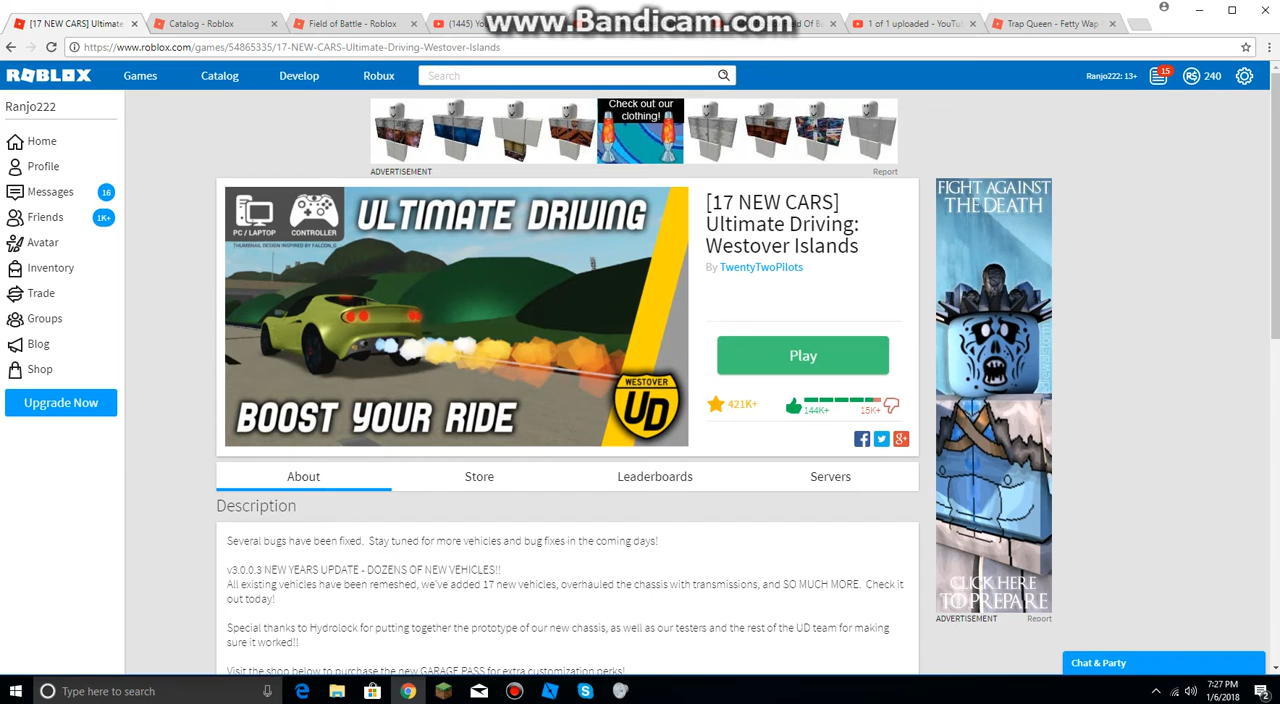 [17 NEW CARS] Ultimate
Catalog - Roblox
Field of Battle - Roblox
(1445) Yo
www.Bandicam.com
1 of 1 uploaded - YouTu
Trap Queen - Fetty Wap
https://www.roblox.com/games/54865335/17-NEW-CARS-Ultimate-Driving-Westover-Islands
ROBLOX
Games
Catalog
Develop
Robux
Search
Ranjo222: 13+
15
R$ 240
Ranjo222
Home
Profile
Messages 16
Friends 1K+
Avatar
Inventory
Trade
Groups
Blog
Shop
Upgrade Now
Check out our
clothing!
ADVERTISEMENT
Report
PC / LAPTOP
CONTROLLER
THUMBNAIL DESIGN INSPIRED BY FALCON_G
ULTIMATE DRIVING
BOOST YOUR RIDE
WESTOVER
UD
[17 NEW CARS]
Ultimate Driving:
Westover Islands
By TwentyTwoPilots
Play
421K+
144K+
15K+
About
Store
Leaderboards
Servers
Description
Several bugs have been fixed. Stay tuned for more vehicles and bug fixes in the coming days!
v3.0.0.3 NEW YEARS UPDATE - DOZENS OF NEW VEHICLES!!
All existing vehicles have been remeshed, we've added 17 new vehicles, overhauled the chassis with transmissions, and SO MUCH MORE. Check it
out today!
Special thanks to Hydrolock for putting together the prototype of our new chassis, as well as our testers and the rest of the UD team for making
sure it worked!!
Visit the shop below to purchase the new GARAGE PASS for extra customization perks!
FIGHT AGAINST
THE DEATH
CLICK HERE
TO PREPARE
ADVERTISEMENT
Report
Chat & Party
Type here to search
7:27 PM
1/6/2018
2